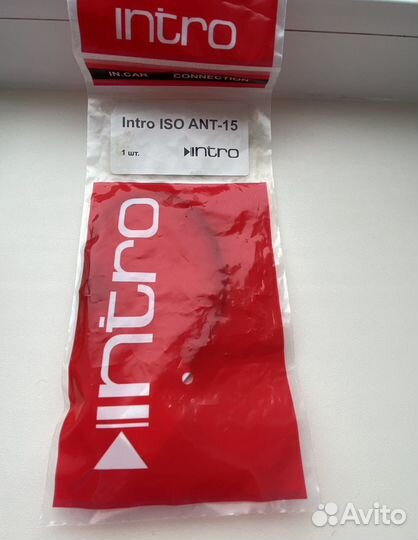 intro
IN.CAR CONNECTION
Intro ISO ANT-15
1 шт. intro
intro
Avito